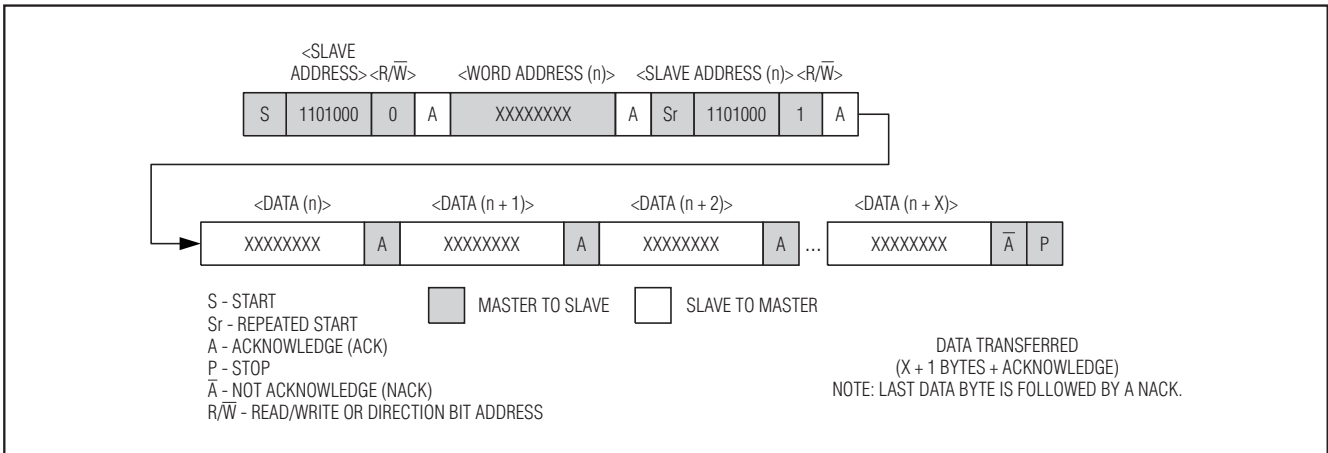 <SLAVE
ADDRESS> <R/W̅> <WORD ADDRESS (n)> <SLAVE ADDRESS (n)> <R/W̅>
S 1101000 0 A XXXXXXXX A Sr 1101000 1 A
<DATA (n)> <DATA (n + 1)> <DATA (n + 2)> <DATA (n + X)>
XXXXXXXX A XXXXXXXX A XXXXXXXX A ... XXXXXXXX A̅ P
S - START
Sr - REPEATED START
A - ACKNOWLEDGE (ACK)
P - STOP
A̅ - NOT ACKNOWLEDGE (NACK)
R/W̅ - READ/WRITE OR DIRECTION BIT ADDRESS
MASTER TO SLAVE
SLAVE TO MASTER
DATA TRANSFERRED
(X + 1 BYTES + ACKNOWLEDGE)
NOTE: LAST DATA BYTE IS FOLLOWED BY A NACK.